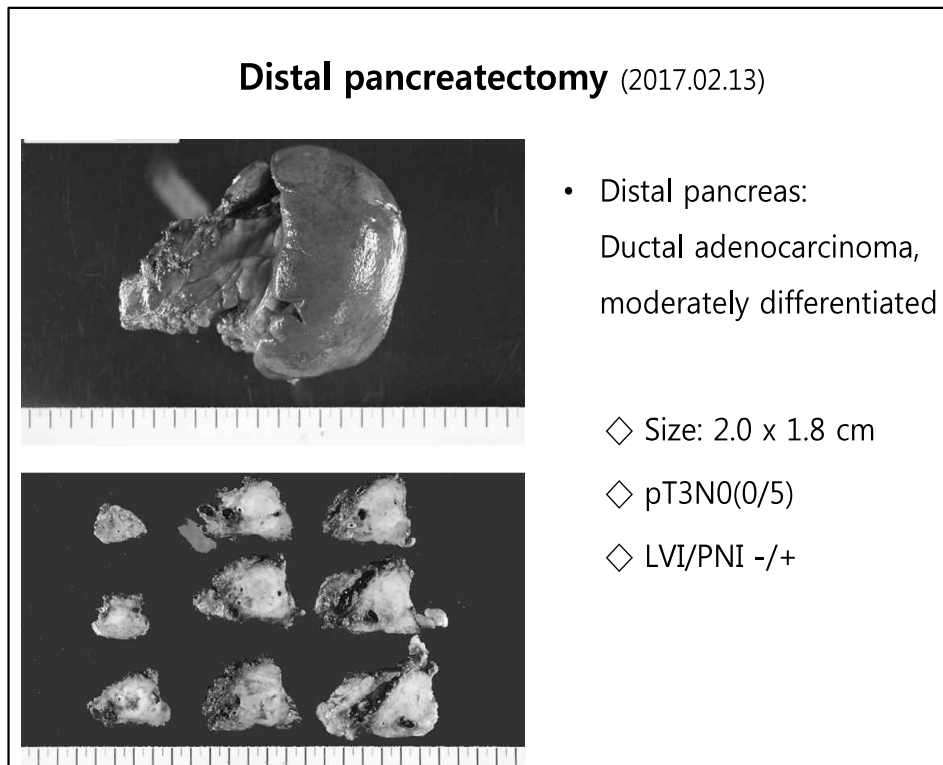 Distal pancreatectomy (2017.02.13)
• Distal pancreas:
Ductal adenocarcinoma,
moderately differentiated
◇ Size: 2.0 x 1.8 cm
◇ pT3N0(0/5)
◇ LVI/PNI -/+